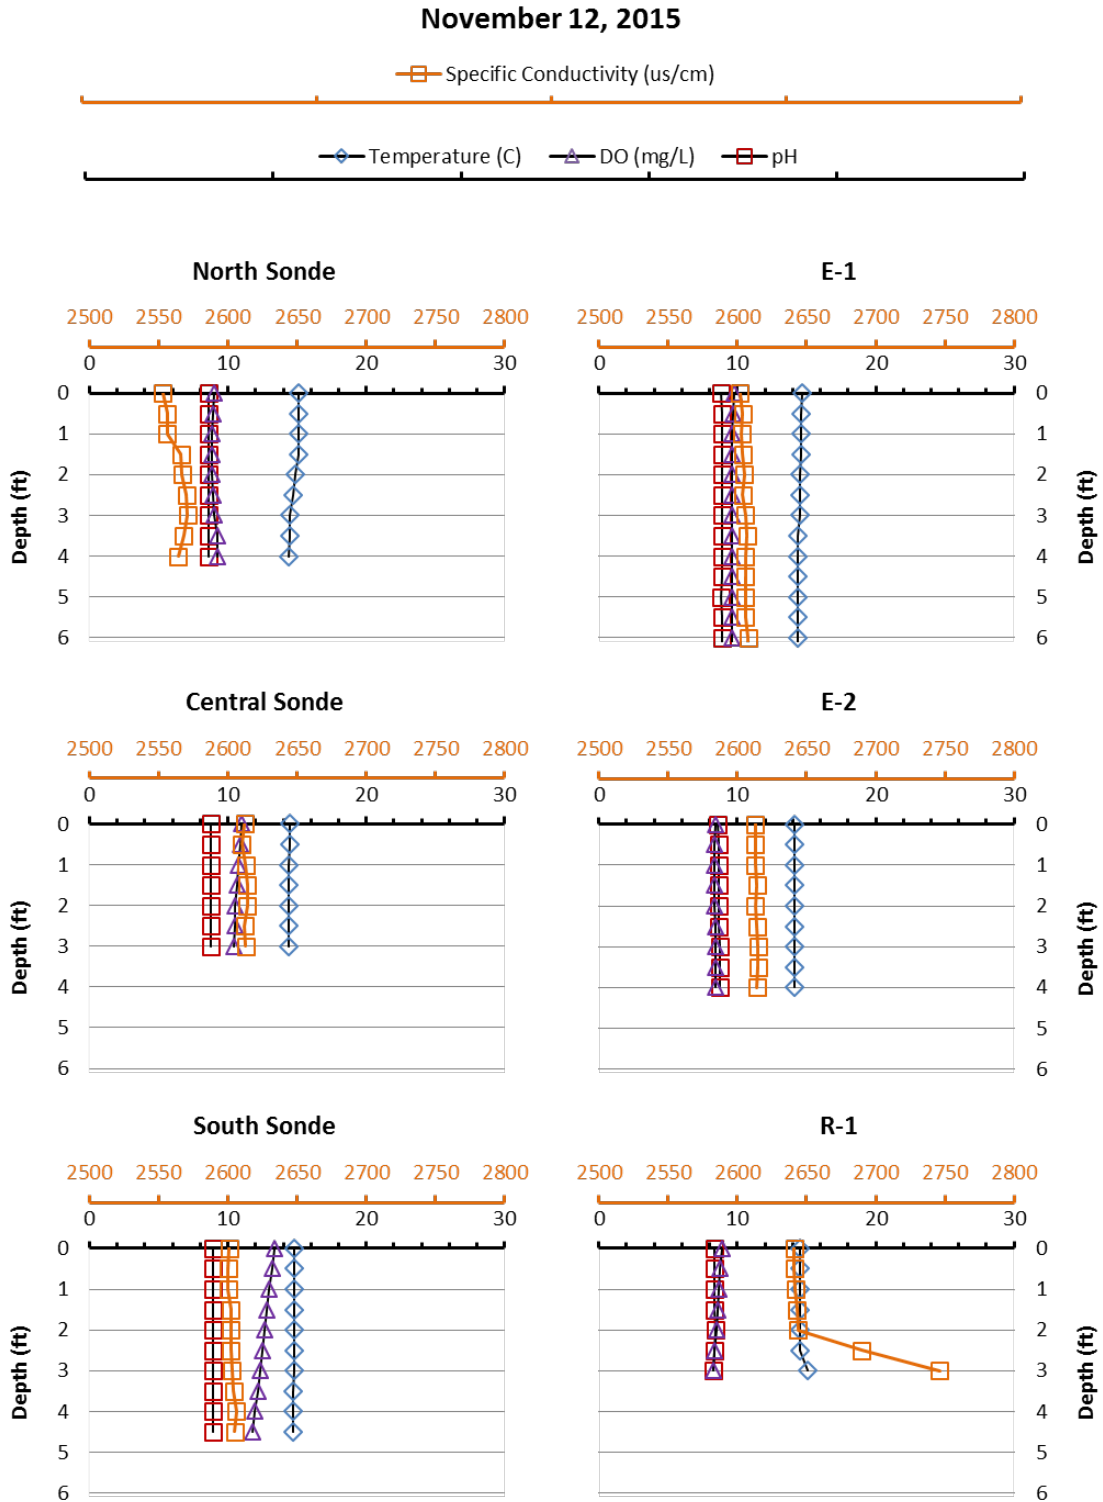 November 12, 2015
Specific Conductivity (us/cm)
Temperature (C) DO (mg/L) pH
North Sonde E-1
2500 2550 2600 2650 2700 2750 2800 2500 2550 2600 2650 2700 2750 2800
0 10 20 30 0 10 20 30
0 0
1 1
2 2
3 3
4 4
5 5
6 6
Depth (ft) Depth (ft)
Central Sonde E-2
2500 2550 2600 2650 2700 2750 2800 2500 2550 2600 2650 2700 2750 2800
0 10 20 30 0 10 20 30
0 0
1 1
2 2
3 3
4 4
5 5
6 6
Depth (ft) Depth (ft)
South Sonde R-1
2500 2550 2600 2650 2700 2750 2800 2500 2550 2600 2650 2700 2750 2800
0 10 20 30 0 10 20 30
0 0
1 1
2 2
3 3
4 4
5 5
6 6
Depth (ft) Depth (ft)